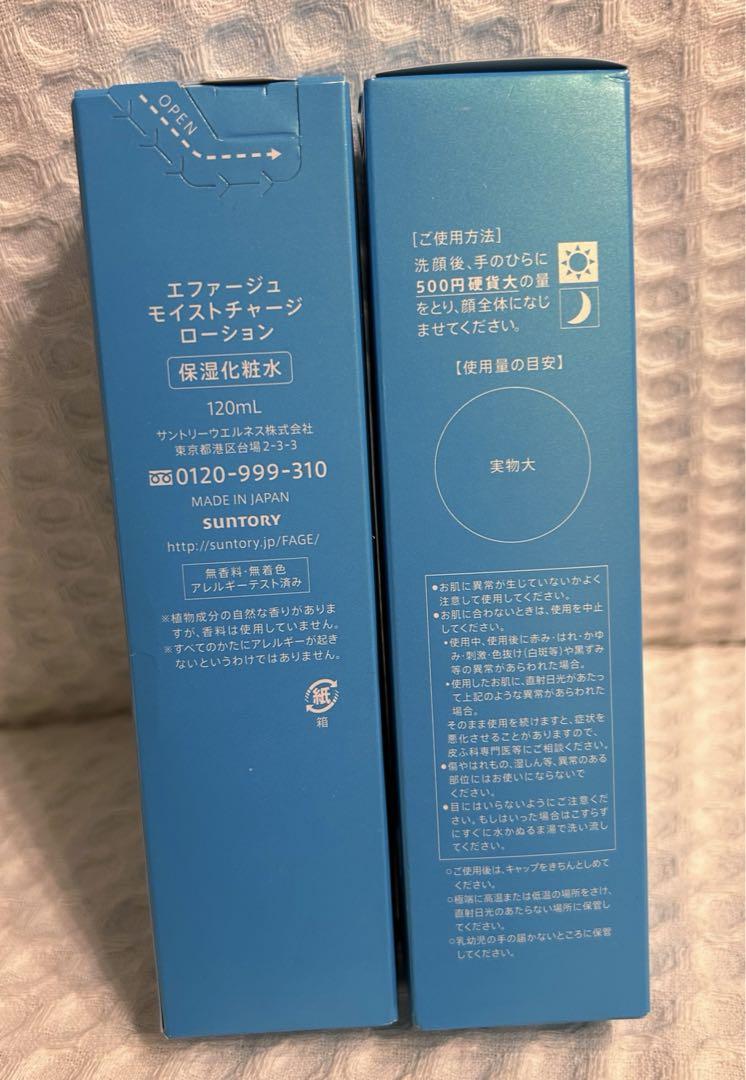 OPEN
エファージュ
モイストチャージ
ローション
保湿化粧水
120mL
サントリーウエルネス株式会社
東京都港区台場2-3-3
0120-999-310
MADE IN JAPAN
SUNTORY
http://suntory.jp/FAGE/
無香料・無着色
アレルギーテスト済み
※植物成分の自然な香りがありま
すが、香料は使用していません。
※すべてのかたにアレルギーが起き
ないというわけではありません。
紙
箱
[ご使用方法]
洗顔後、手のひらに
500円硬貨大の量
をとり、顔全体になじ
ませてください。
【使用量の目安】
実物大
●お肌に異常が生じていないかよく
注意して使用してください。
●お肌に合わないときは、使用を中止
してください。
・使用中、使用後に赤み・はれ・かゆ
み・刺激・色抜け(白斑等)や黒ずみ
等の異常があらわれた場合。
・使用したお肌に、直射日光があたっ
て上記のような異常があらわれた
場合。
そのまま使用を続けますと、症状を
悪化させることがありますので、
皮ふ科専門医等にご相談ください。
●傷やはれもの、湿しん等、異常のある
部位にはお使いにならないで
ください。
●目にはいらないようにご注意くだ
さい。もしはいった場合はこすらず
にすぐに水かぬるま湯で洗い流し
てください。
○ご使用後は、キャップをきちんとしめて
ください。
○極端に高温または低温の場所をさけ、
直射日光のあたらない場所に保管し
てください。
○乳幼児の手の届かないところに保管
してください。